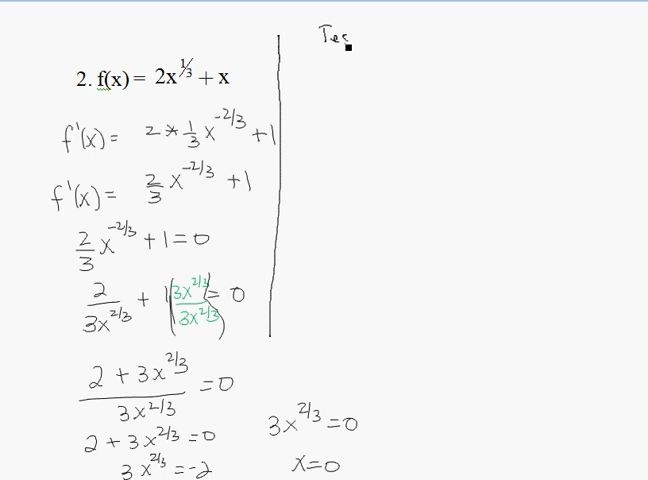 2. f(x) = 2x^{1/3} + x
f'(x) = 2 * 1/3 x^{-2/3} + 1
f'(x) = 2/3 x^{-2/3} + 1
2/3 x^{-2/3} + 1 = 0
2/(3x^{2/3}) + 1(3x^{2/3}/3x^{2/3}) = 0
(2 + 3x^{2/3})/(3x^{2/3}) = 0
2 + 3x^{2/3} = 0
3x^{2/3} = -2
3x^{2/3} = 0
x = 0
Tes